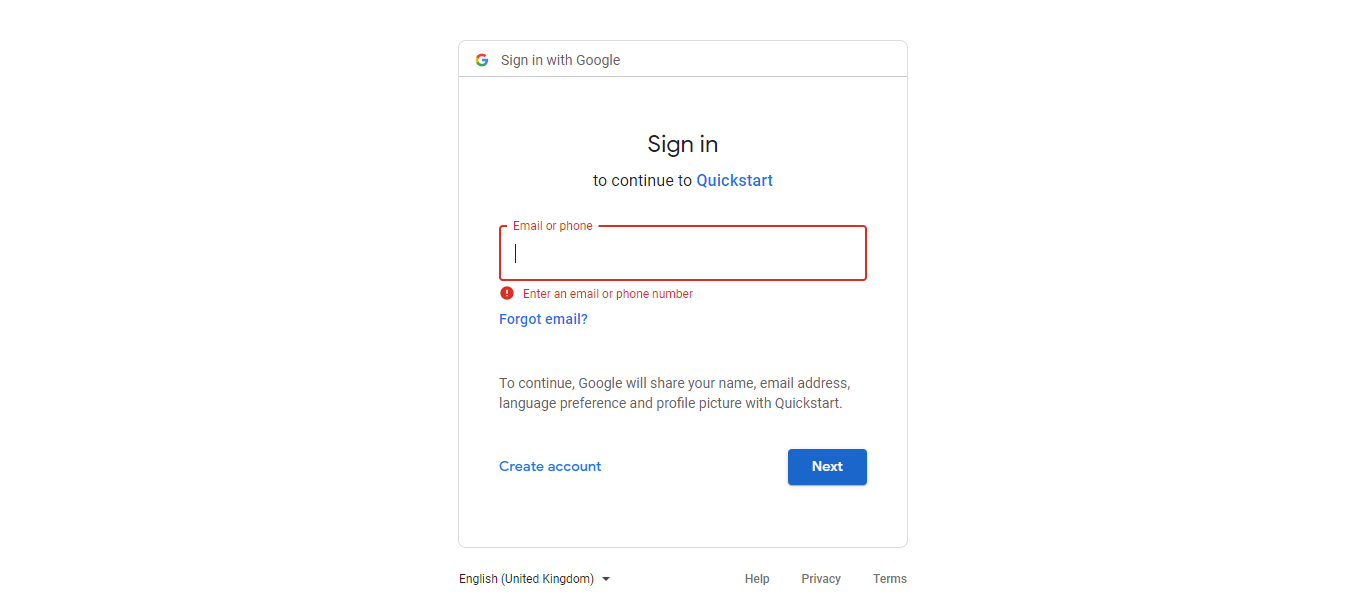 Sign in with Google
Sign in
to continue to Quickstart
Email or phone
Enter an email or phone number
Forgot email?
To continue, Google will share your name, email address,
language preference and profile picture with Quickstart.
Create account
Next
English (United Kingdom)
Help
Privacy
Terms